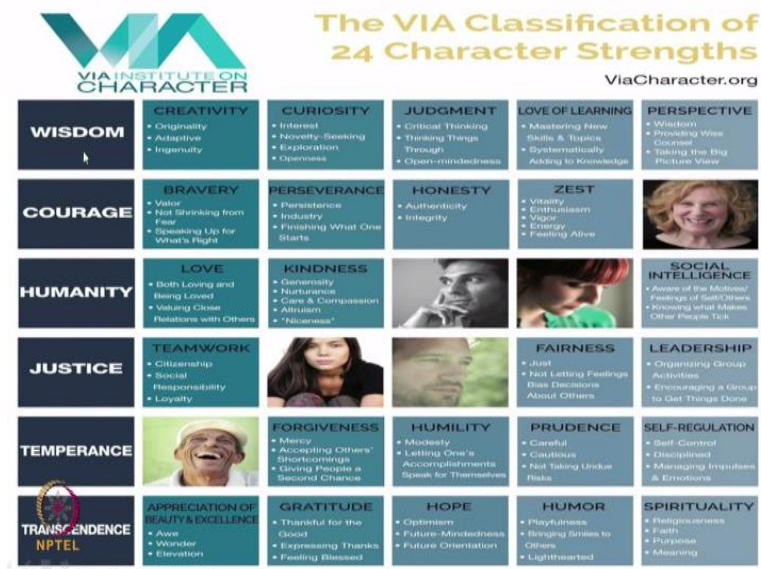 VIA INSTITUTE ON
CHARACTER
The VIA Classification of
24 Character Strengths
ViaCharacter.org
WISDOM
CREATIVITY
• Originality
• Adaptive
• Ingenuity
CURIOSITY
• Interest
• Novelty-Seeking
• Exploration
• Openness
JUDGMENT
• Critical Thinking
• Thinking Things
Through
• Open-mindedness
LOVE OF LEARNING
• Mastering New
Skills & Topics
• Systematically
Adding to Knowledge
PERSPECTIVE
• Wisdom
• Providing Wise
Counsel
• Taking the Big
Picture View
COURAGE
BRAVERY
• Valor
• Not Shrinking from
Fear
• Speaking Up for
What's Right
PERSEVERANCE
• Persistence
• Industry
• Finishing What One
Starts
HONESTY
• Authenticity
• Integrity
ZEST
• Vitality
• Enthusiasm
• Vigor
• Energy
• Feeling Alive
HUMANITY
LOVE
• Both Loving and
Being Loved
• Valuing Close
Relations with Others
KINDNESS
• Generosity
• Nurturance
• Care & Compassion
• Altruism
• "Niceness"
SOCIAL
INTELLIGENCE
• Aware of the Motives/
Feelings of Self/Others
• Knowing what Makes
Other People Tick
JUSTICE
TEAMWORK
• Citizenship
• Social
Responsibility
• Loyalty
FAIRNESS
• Just
• Not Letting Feelings
Bias Decisions
About Others
LEADERSHIP
• Organizing Group
Activities
• Encouraging a Group
to Get Things Done
TEMPERANCE
FORGIVENESS
• Mercy
• Accepting Others'
Shortcomings
• Giving People a
Second Chance
HUMILITY
• Modesty
• Letting One's
Accomplishments
Speak for Themselves
PRUDENCE
• Careful
• Cautious
• Not Taking Undue
Risks
SELF-REGULATION
• Self-Control
• Disciplined
• Managing Impulses
& Emotions
TRANSCENDENCE
NPTEL
APPRECIATION OF
BEAUTY & EXCELLENCE
• Awe
• Wonder
• Elevation
GRATITUDE
• Thankful for the
Good
• Expressing Thanks
• Feeling Blessed
HOPE
• Optimism
• Future-Mindedness
• Future Orientation
HUMOR
• Playfulness
• Bringing Smiles to
Others
• Lighthearted
SPIRITUALITY
• Religiousness
• Faith
• Purpose
• Meaning